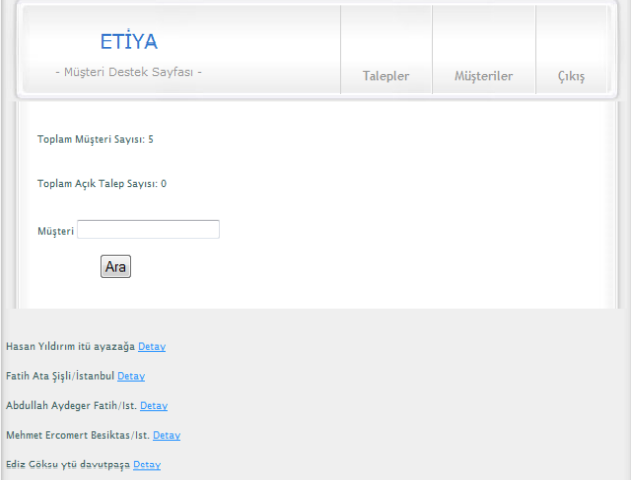 ETİYA
- Müşteri Destek Sayfası -
Talepler Müşteriler Çıkış
Toplam Müşteri Sayısı: 5
Toplam Açık Talep Sayısı: 0
Müşteri
Ara
Hasan Yıldırım itü ayazağa Detay
Fatih Ata Şişli/İstanbul Detay
Abdullah Aydeger Fatih/Ist. Detay
Mehmet Ercomert Besiktas/Ist. Detay
Ediz Göksu ytü davutpaşa Detay